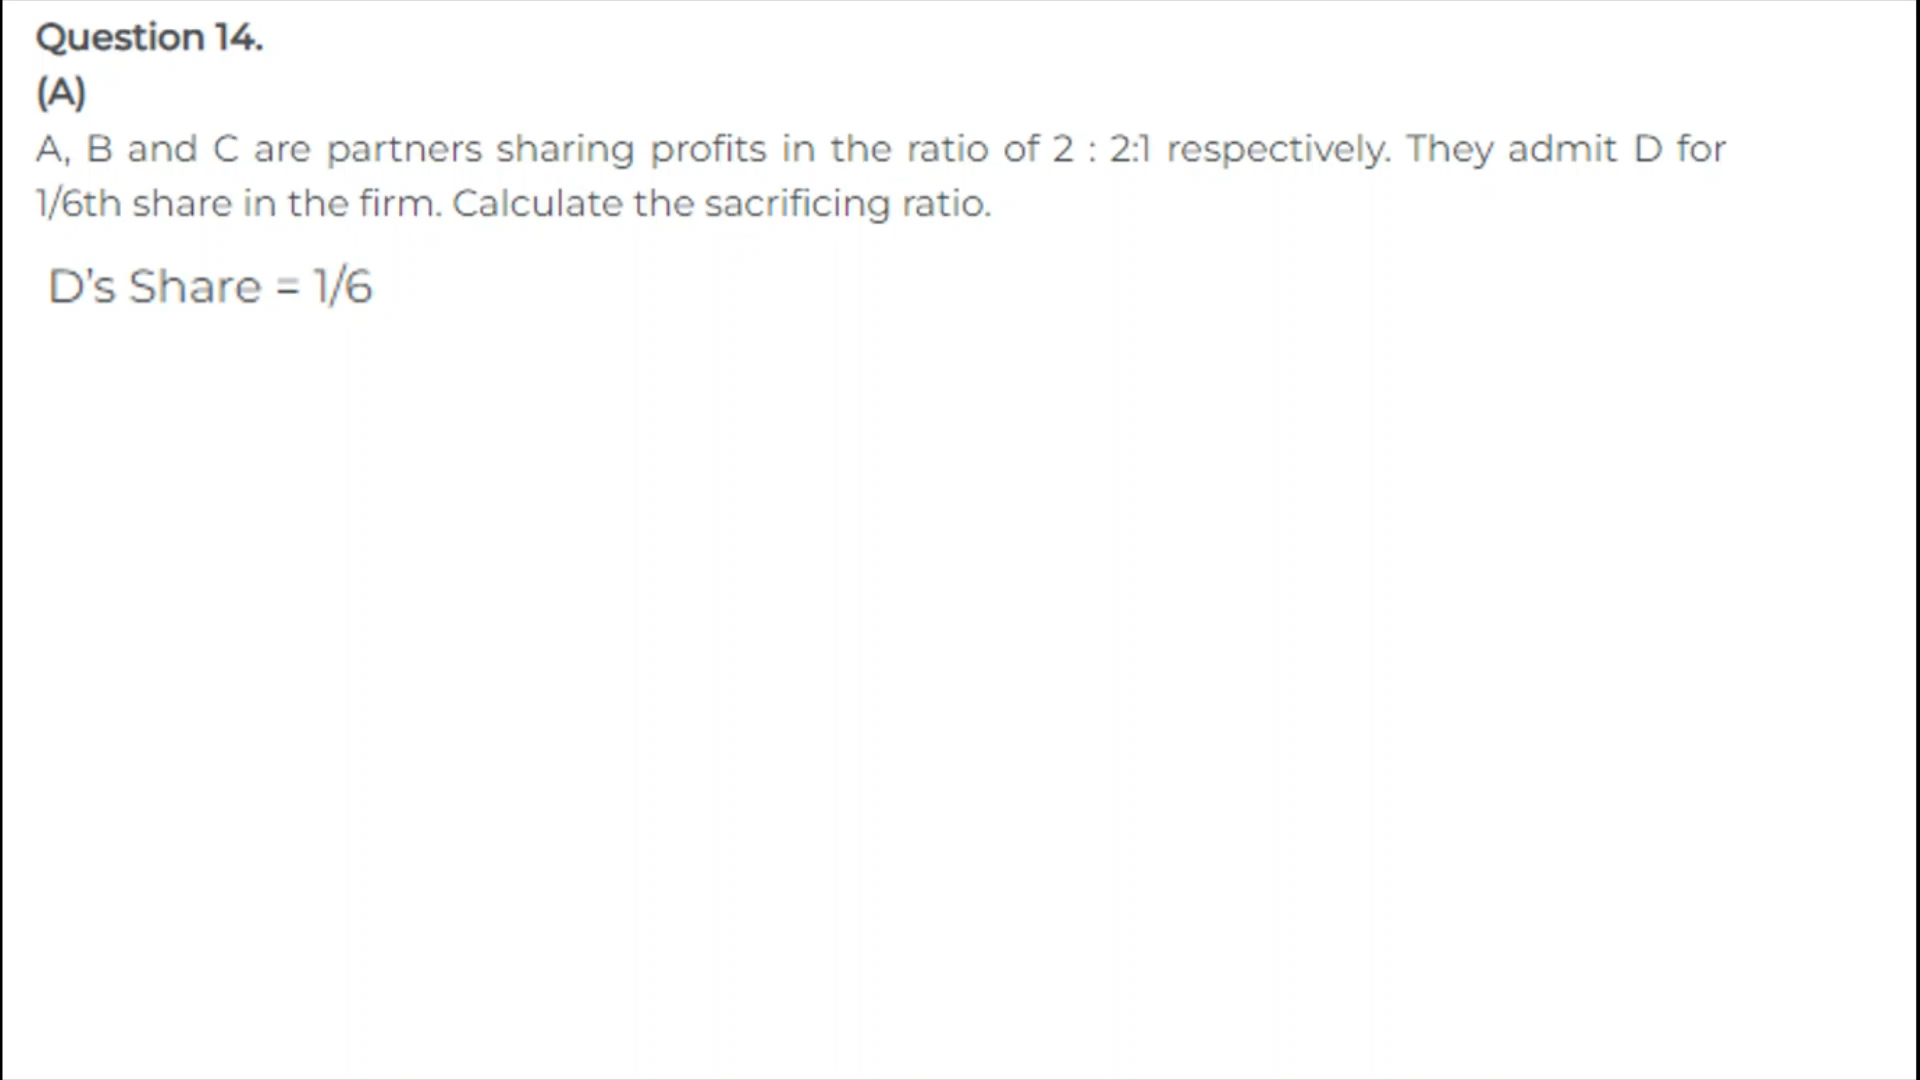 Question 14.
(A)
A, B and C are partners sharing profits in the ratio of 2 : 2:1 respectively. They admit D for
1/6th share in the firm. Calculate the sacrificing ratio.
D's Share = 1/6